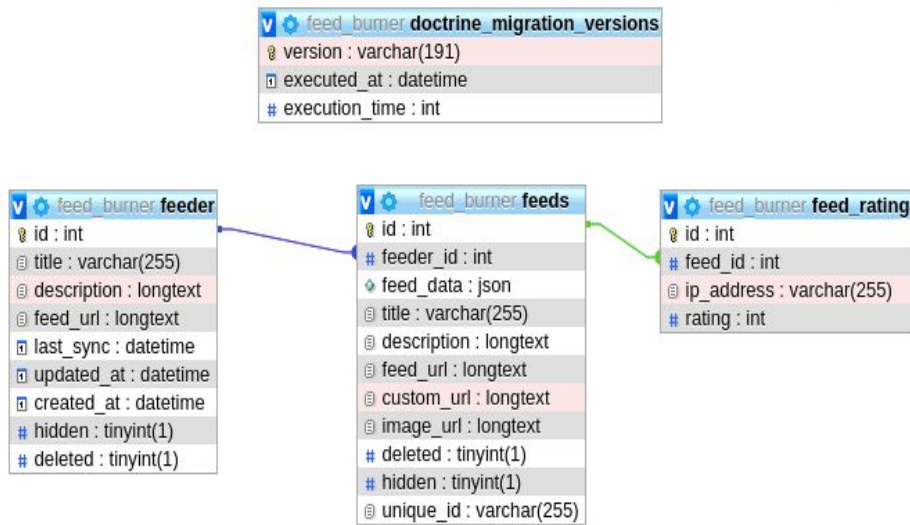 feed_burner doctrine_migration_versions
version : varchar(191)
executed_at : datetime
# execution_time : int
feed_burner feeder
id : int
title : varchar(255)
description : longtext
feed_url : longtext
last_sync : datetime
updated_at : datetime
created_at : datetime
# hidden : tinyint(1)
# deleted : tinyint(1)
feed_burner feeds
id : int
# feeder_id : int
feed_data : json
title : varchar(255)
description : longtext
feed_url : longtext
custom_url : longtext
image_url : longtext
# deleted : tinyint(1)
# hidden : tinyint(1)
unique_id : varchar(255)
feed_burner feed_rating
id : int
# feed_id : int
ip_address : varchar(255)
# rating : int